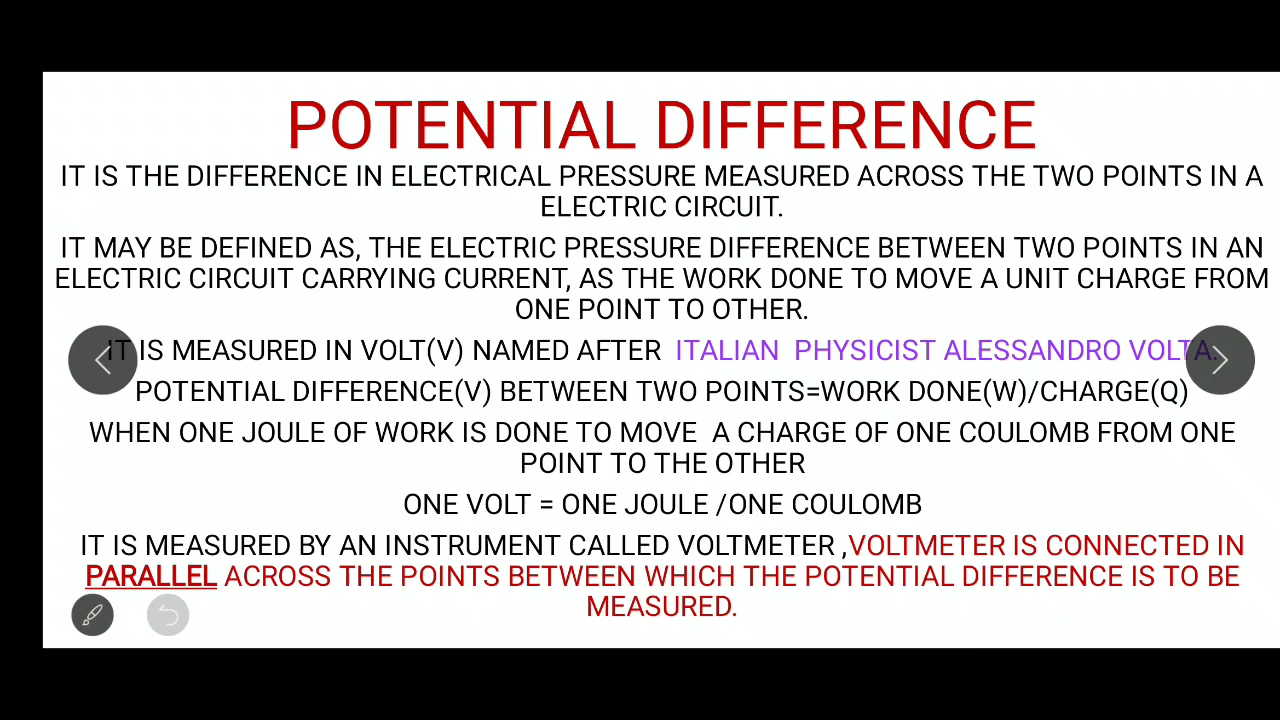 POTENTIAL DIFFERENCE
IT IS THE DIFFERENCE IN ELECTRICAL PRESSURE MEASURED ACROSS THE TWO POINTS IN A
ELECTRIC CIRCUIT.
IT MAY BE DEFINED AS, THE ELECTRIC PRESSURE DIFFERENCE BETWEEN TWO POINTS IN AN
ELECTRIC CIRCUIT CARRYING CURRENT, AS THE WORK DONE TO MOVE A UNIT CHARGE FROM
ONE POINT TO OTHER.
IT IS MEASURED IN VOLT(V) NAMED AFTER  ITALIAN  PHYSICIST ALESSANDRO VOLTA.
POTENTIAL DIFFERENCE(V) BETWEEN TWO POINTS=WORK DONE(W)/CHARGE(Q)
WHEN ONE JOULE OF WORK IS DONE TO MOVE  A CHARGE OF ONE COULOMB FROM ONE
POINT TO THE OTHER
ONE VOLT = ONE JOULE /ONE COULOMB
IT IS MEASURED BY AN INSTRUMENT CALLED VOLTMETER ,VOLTMETER IS CONNECTED IN
PARALLEL ACROSS THE POINTS BETWEEN WHICH THE POTENTIAL DIFFERENCE IS TO BE
MEASURED.